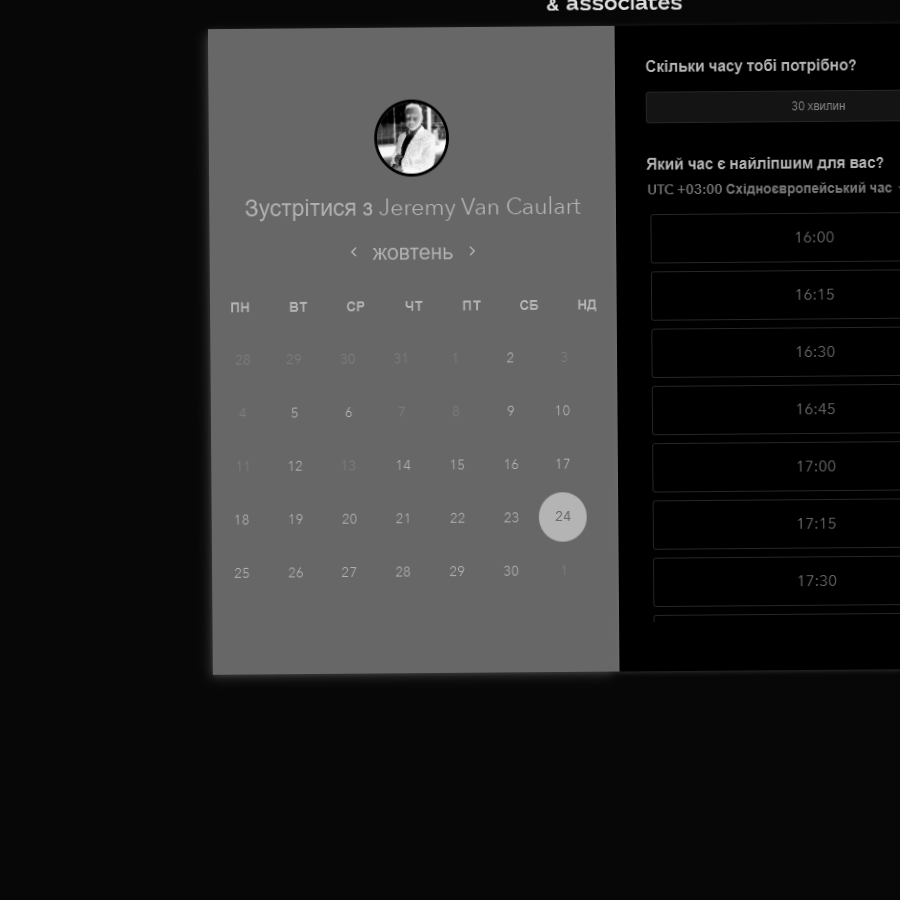 & associates
Зустрітися з Jeremy Van Caulart
жовтень
ПН ВТ СР ЧТ ПТ СБ НД
28 29 30 31 1 2 3
4 5 6 7 8 9 10
11 12 13 14 15 16 17
18 19 20 21 22 23 24
25 26 27 28 29 30 1
Скільки часу тобі потрібно?
30 хвилин
Який час є найліпшим для вас?
UTC +03:00 Східноєвропейський час
16:00
16:15
16:30
16:45
17:00
17:15
17:30